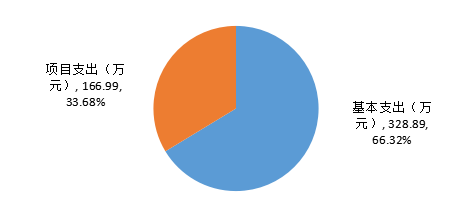 项目支出（万
元）, 166.99,
33.68%
基本支出（万
元）, 328.89,
66.32%